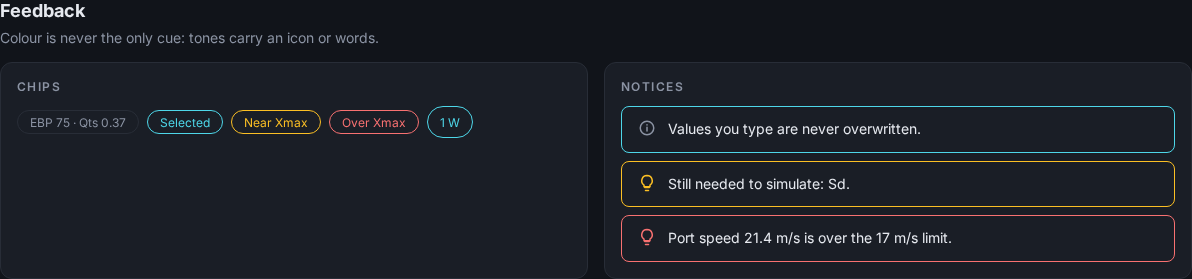 Feedback
Colour is never the only cue: tones carry an icon or words.
CHIPS
EBP 75 · Qts 0.37
Selected
Near Xmax
Over Xmax
1 W
NOTICES
Values you type are never overwritten.
Still needed to simulate: Sd.
Port speed 21.4 m/s is over the 17 m/s limit.